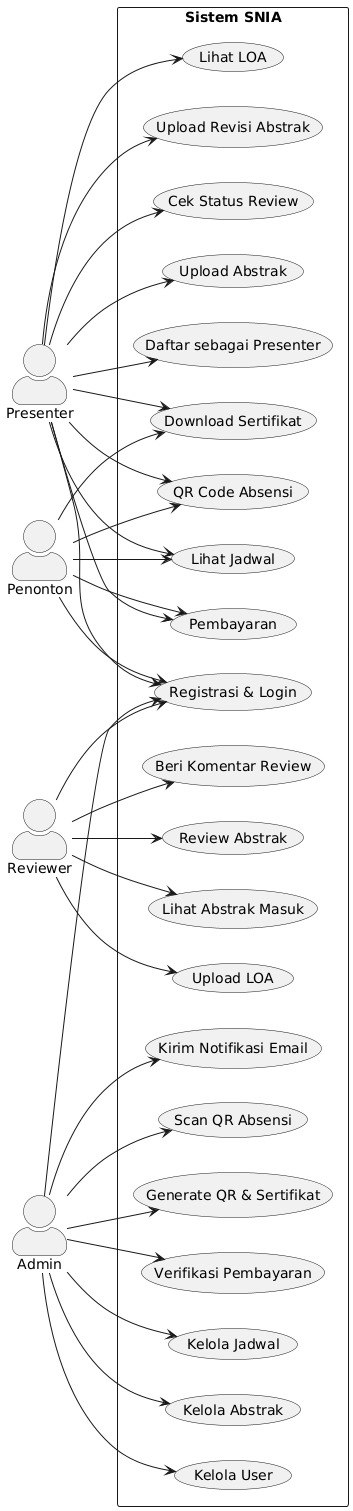 Sistem SNIA
Lihat LOA
Upload Revisi Abstrak
Cek Status Review
Upload Abstrak
Daftar sebagai Presenter
Presenter
Download Sertifikat
QR Code Absensi
Lihat Jadwal
Penonton
Pembayaran
Registrasi & Login
Beri Komentar Review
Review Abstrak
Reviewer
Lihat Abstrak Masuk
Upload LOA
Kirim Notifikasi Email
Scan QR Absensi
Generate QR & Sertifikat
Admin
Verifikasi Pembayaran
Kelola Jadwal
Kelola Abstrak
Kelola User